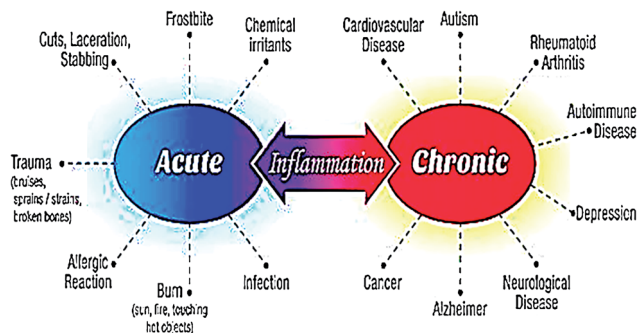 Frostbite
Cuts, Laceration,
Stabbing
Chemical
irritants
Trauma
(bruises,
sprains / strains,
broken bones)
Acute
Allergic
Reaction
Burn
(sun, fire, touching
hot objects)
Infection
Inflammation
Cardiovascular
Disease
Autism
Rheumatoid
Arthritis
Chronic
Autoimmune
Disease
Depression
Neurological
Disease
Alzheimer
Cancer